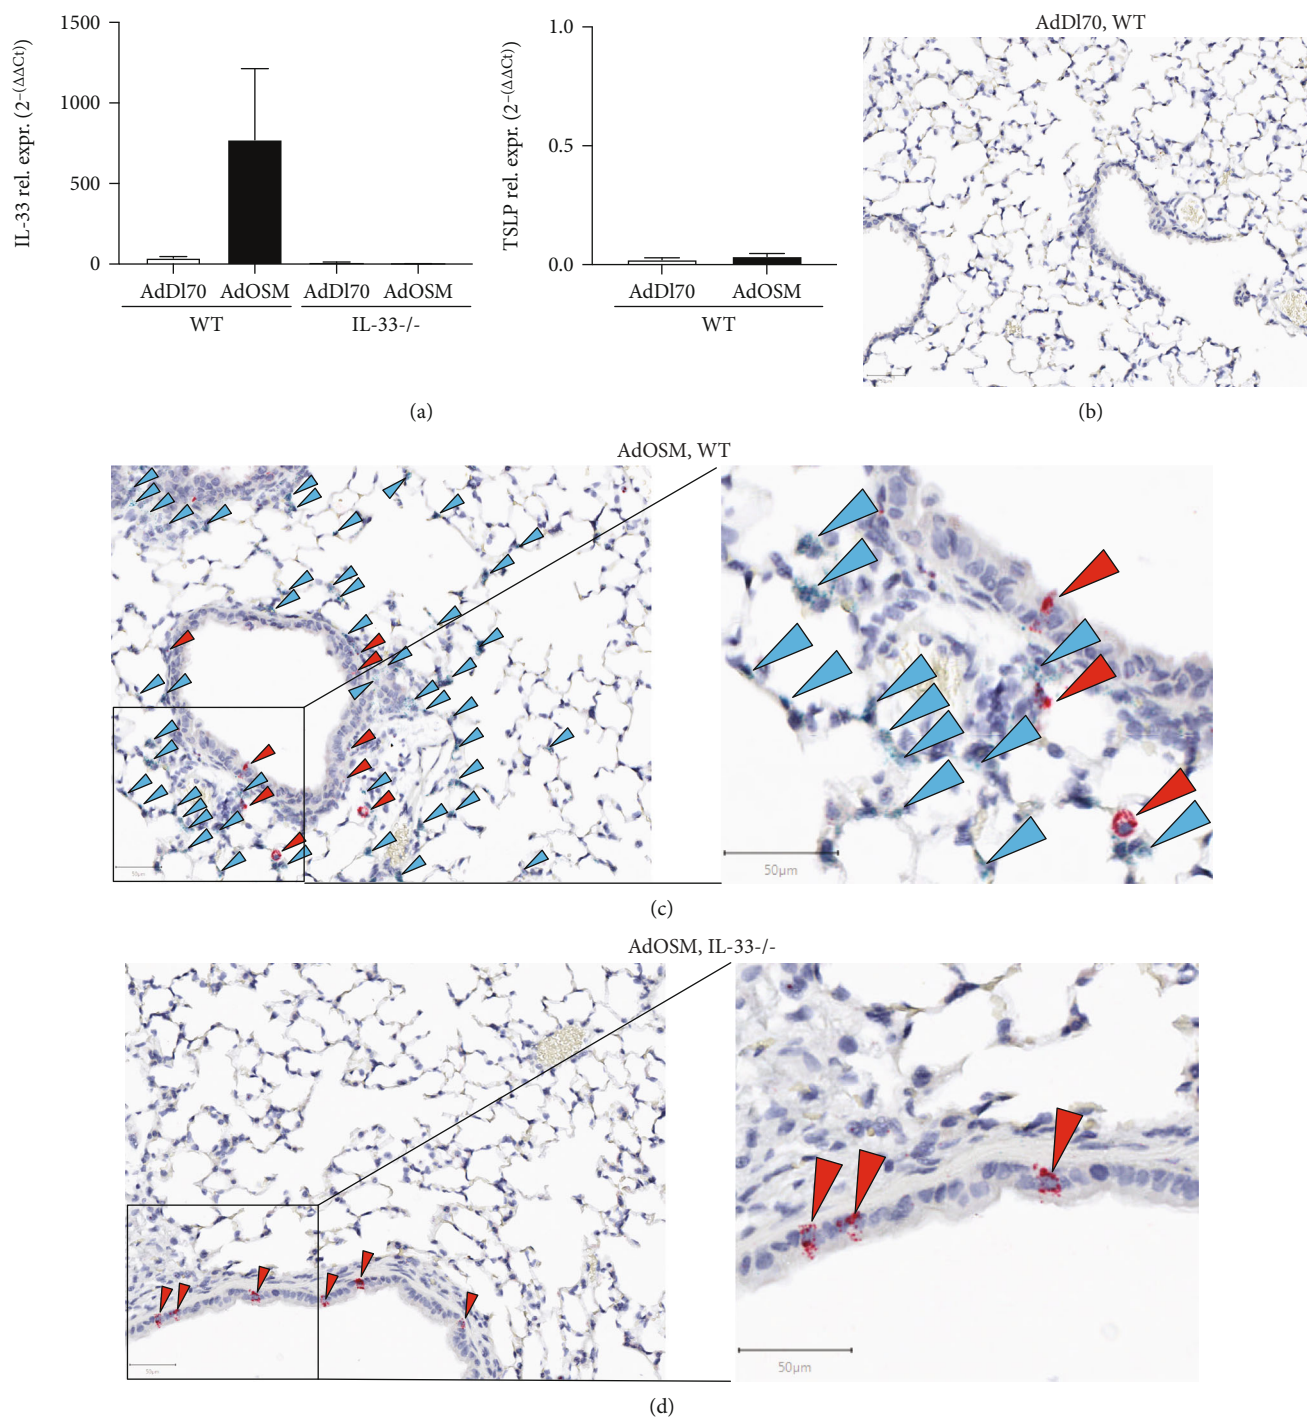 IL-33 rel. expr. (2⁻⁽ΔΔCt⁾)
1500
1000
500
0
AdDl70 AdOSM AdDl70 AdOSM
WT IL-33-/-
TSLP rel. expr. (2⁻⁽ΔΔCt⁾)
1.0
0.5
0.0
AdDl70 AdOSM
WT
(a)
AdDl70, WT
(b)
AdOSM, WT
50μm
50μm
(c)
AdOSM, IL-33-/-
50μm
50μm
(d)